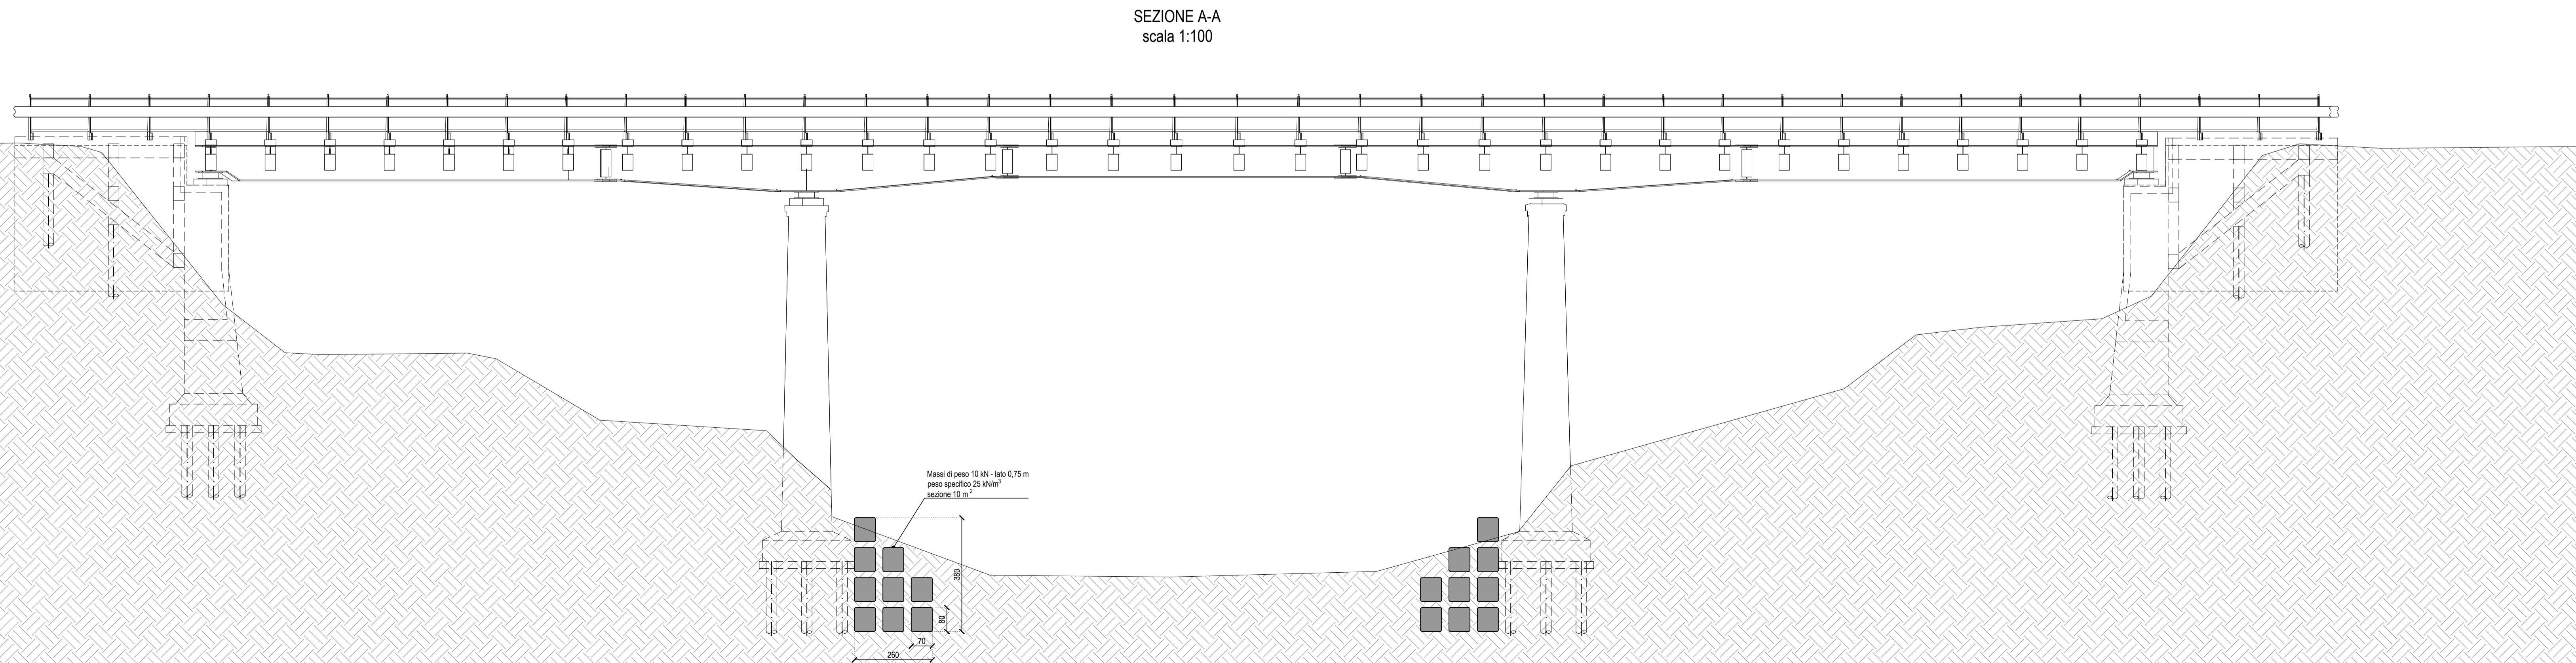 SEZIONE A-A
scala 1:100
Massi di peso 10 kN - lato 0,75 m
peso specifico 25 kN/m³
sezione 10 m ²
380
80
70
260